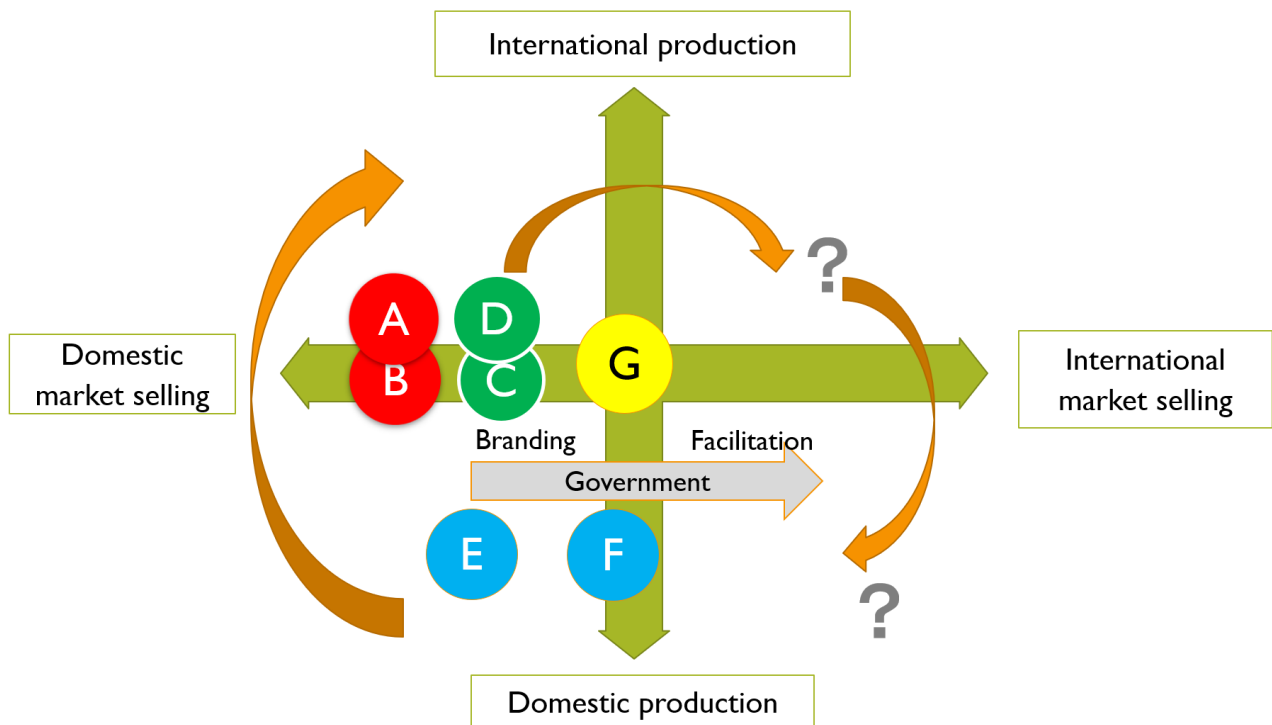 International production
?
A
D
Domestic
market selling
B
C
G
International
market selling
Branding
Facilitation
Government
E
F
?
Domestic production